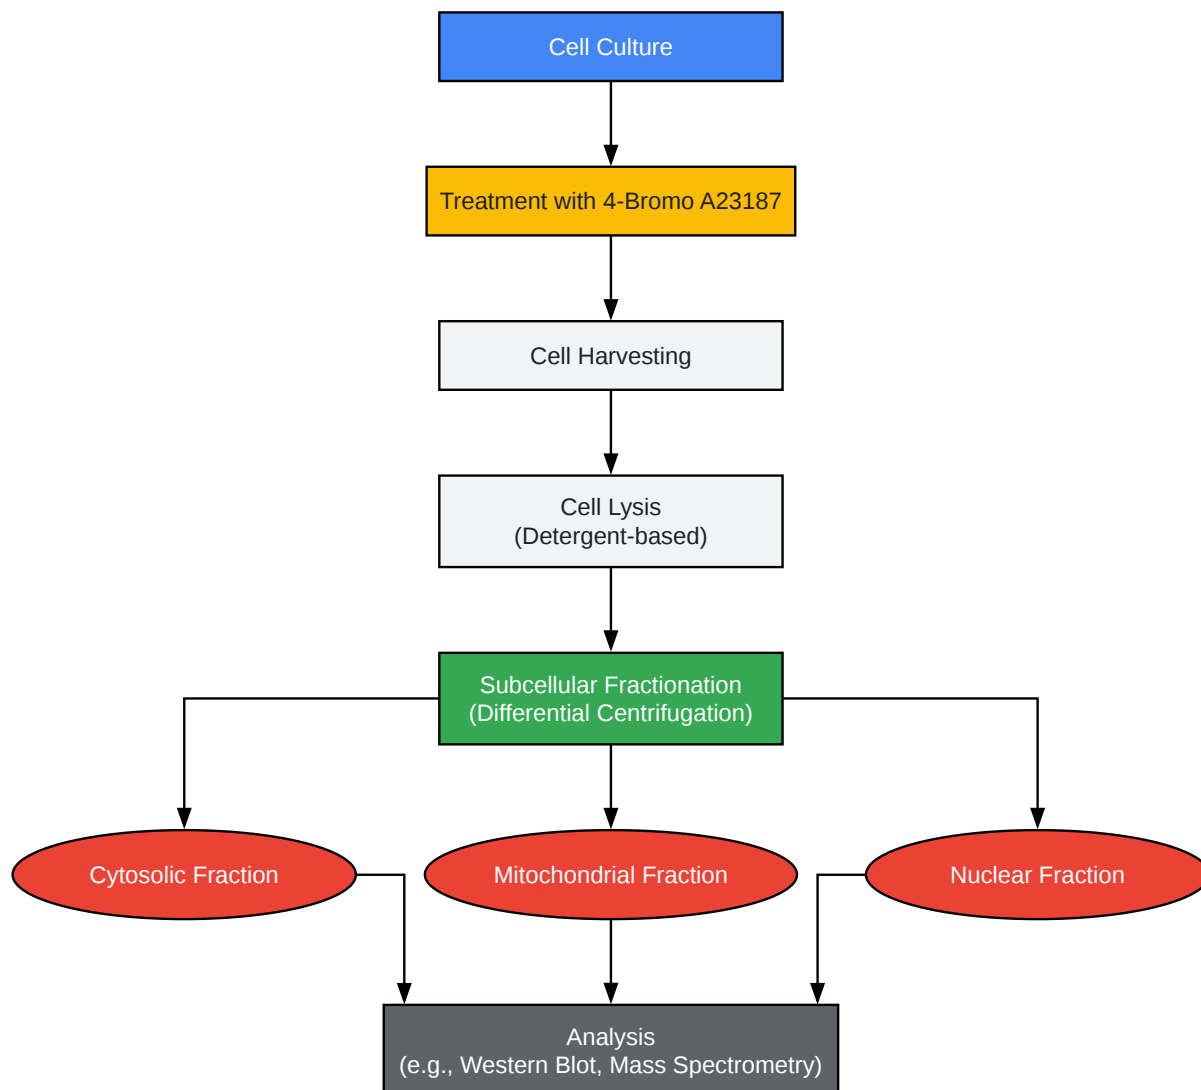 Cell Culture
Treatment with 4-Bromo A23187
Cell Harvesting
Cell Lysis
(Detergent-based)
Subcellular Fractionation
(Differential Centrifugation)
Cytosolic Fraction
Mitochondrial Fraction
Nuclear Fraction
Analysis
(e.g., Western Blot, Mass Spectrometry)